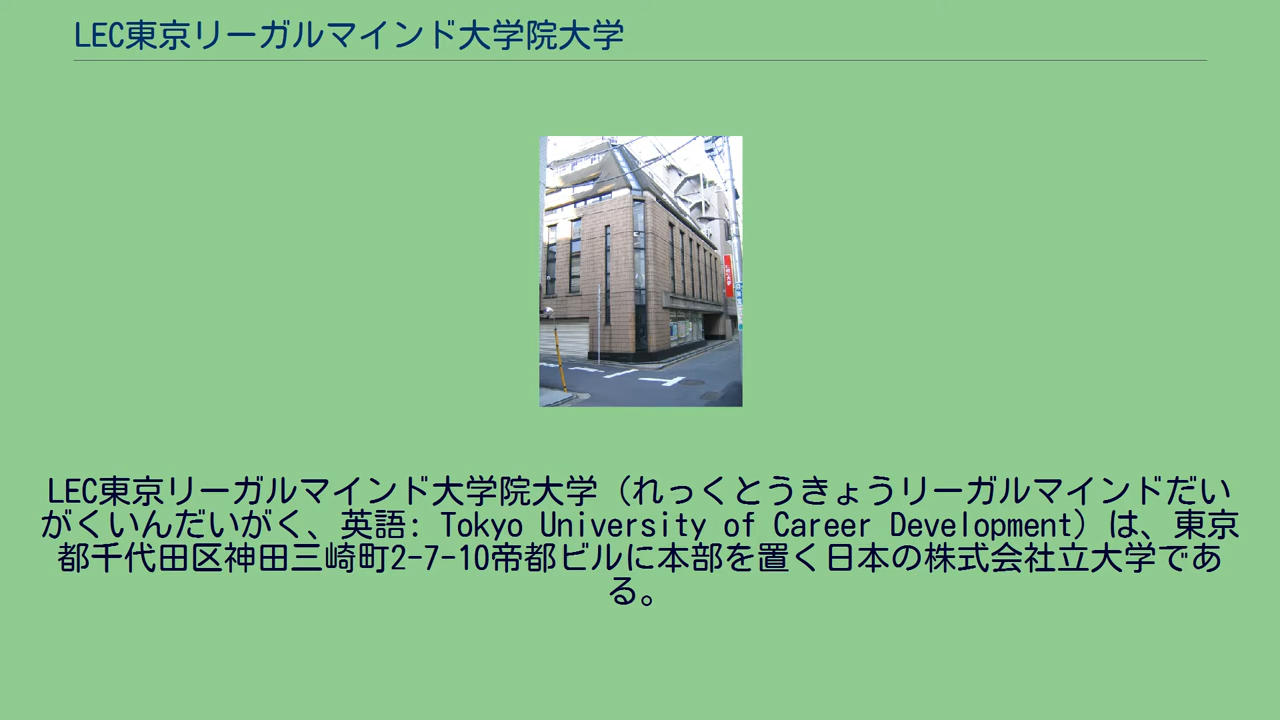 LEC東京リーガルマインド大学院大学
LEC東京リーガルマインド大学院大学（れっくとうきょうリーガルマインドだい
がくいんだいがく、英語: Tokyo University of Career Development）は、東京
都千代田区神田三崎町2-7-10帝都ビルに本部を置く日本の株式会社立大学であ
る。